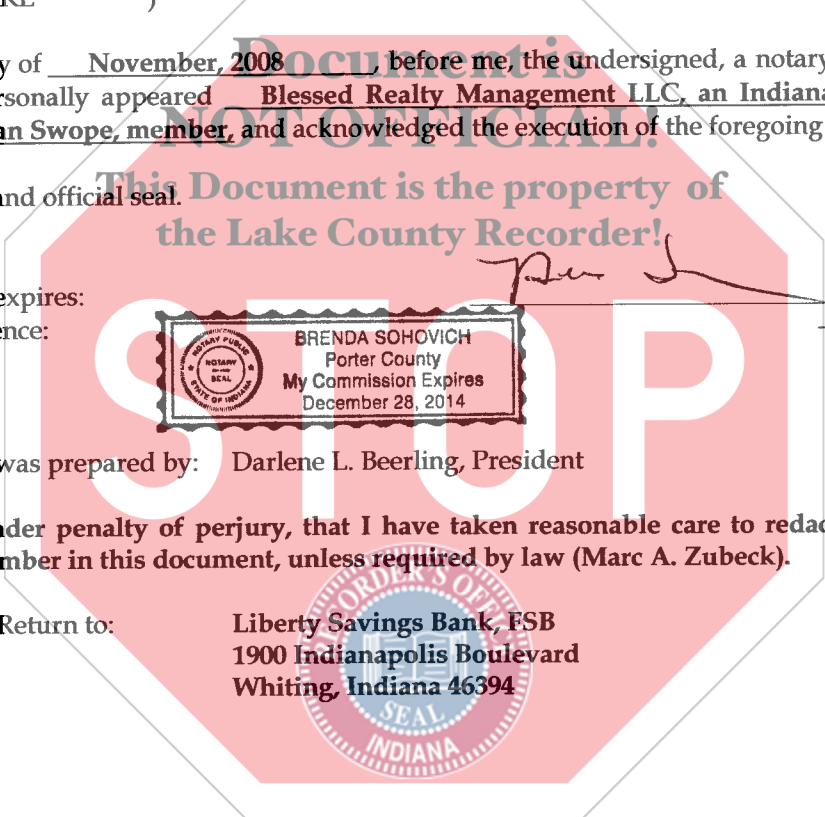 KE )
y of November, 2008, before me, the undersigned, a notary
rsonally appeared Blessed Realty Management LLC, an Indiana
an Swope, member, and acknowledged the execution of the foregoing
Document is
NOT OFFICIAL!
This Document is the property of
the Lake County Recorder!
and official seal.
expires:
ence:
STOP
NOTARY PUBLIC
NOTARY
SEAL
STATE OF INDIANA
BRENDA SOHOVICH
Porter County
My Commission Expires
December 28, 2014
was prepared by: Darlene L. Beerling, President
nder penalty of perjury, that I have taken reasonable care to redac
mber in this document, unless required by law (Marc A. Zubeck).
Return to: Liberty Savings Bank, FSB
1900 Indianapolis Boulevard
Whiting, Indiana 46394
RECORDER'S OFFICE
SEAL
INDIANA